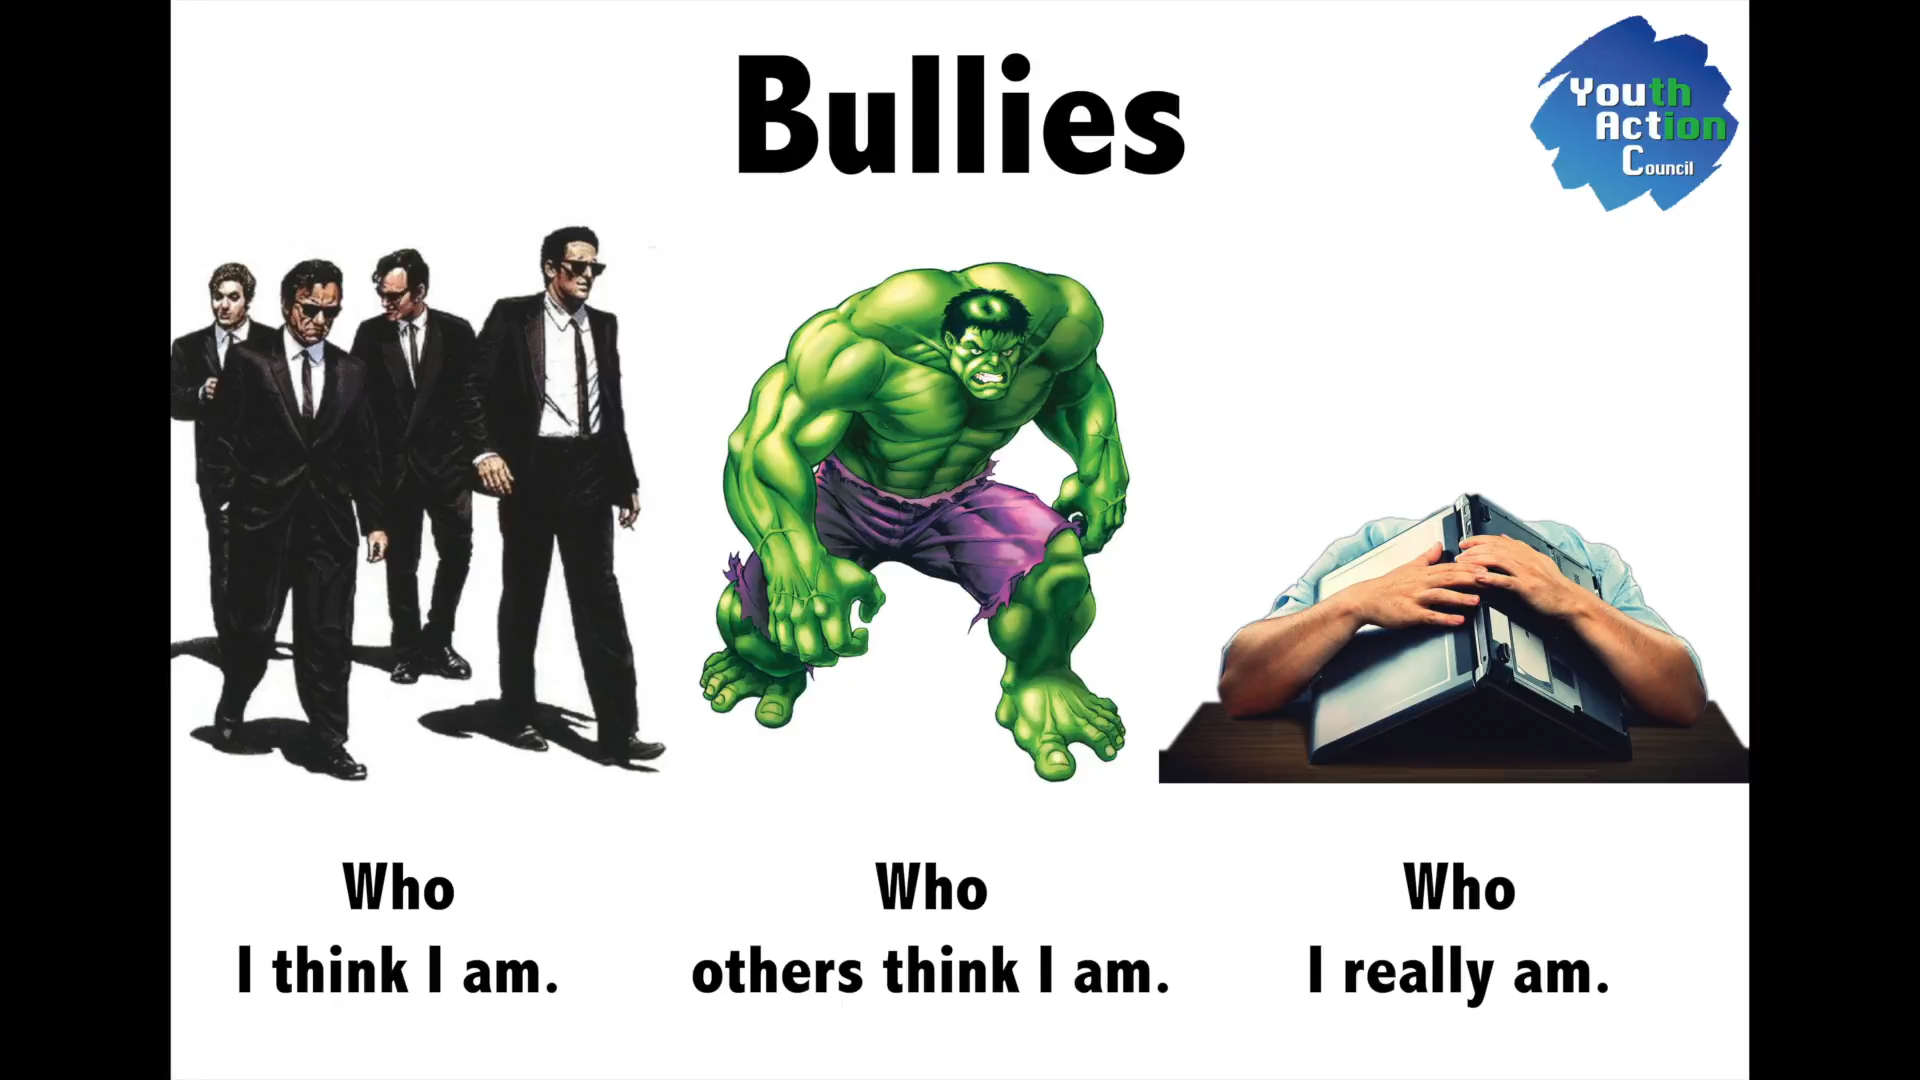 Bullies
Youth
Action
Council
Who
I think I am.
Who
others think I am.
Who
I really am.